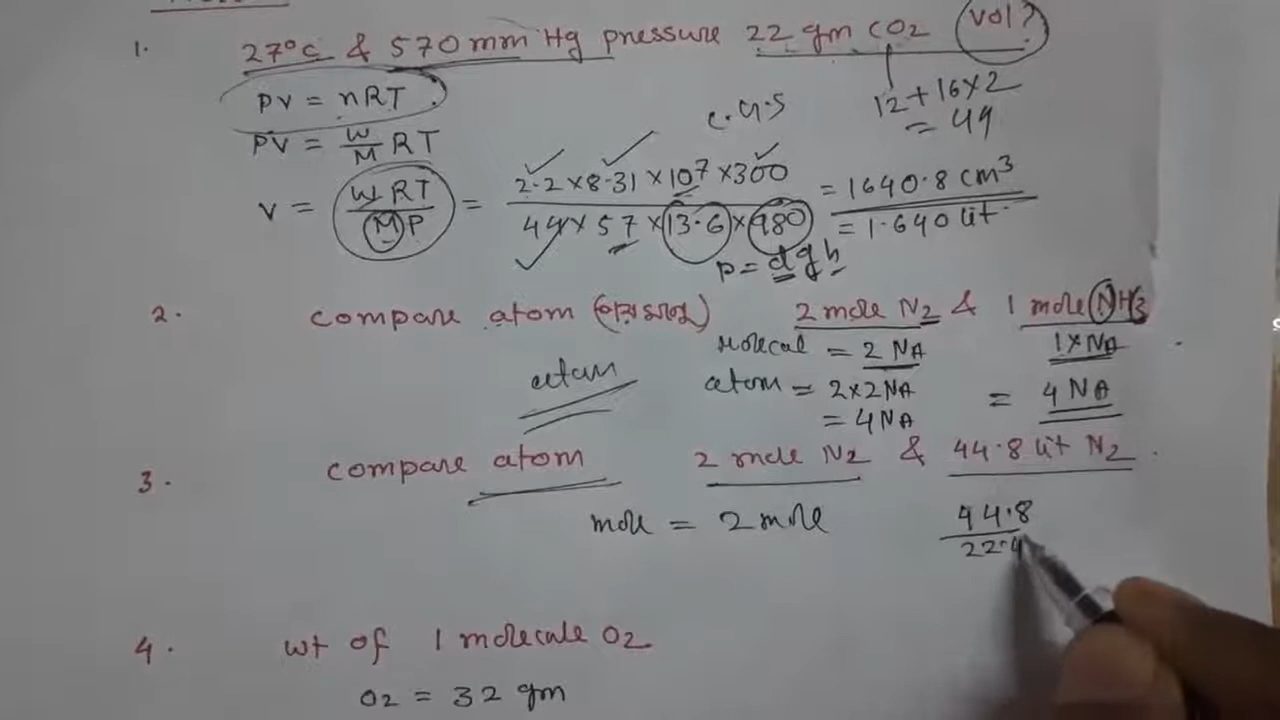 1. 27°C & 570 mm Hg pressure 22 gm CO2 Vol?
PV = nRT
12 + 16 × 2
= 44
C.G.S
PV = W/M RT
V = WRT/MP = 2.2 × 8.31 × 10^7 × 300 / 44 × 57 × 13.6 × 980 = 1640.8 cm3
= 1.640 lit
P = dgh
2. compare atom 2 mole N2 & 1 mole NH3
= 2 NA 1 × NA
atom = 2 × 2NA = 4 NA
= 4 NA
atom
3. compare atom 2 mole N2 & 44.8 lit N2
mole = 2 mole 44.8
22.4
4. wt of 1 molecule O2
O2 = 32 gm